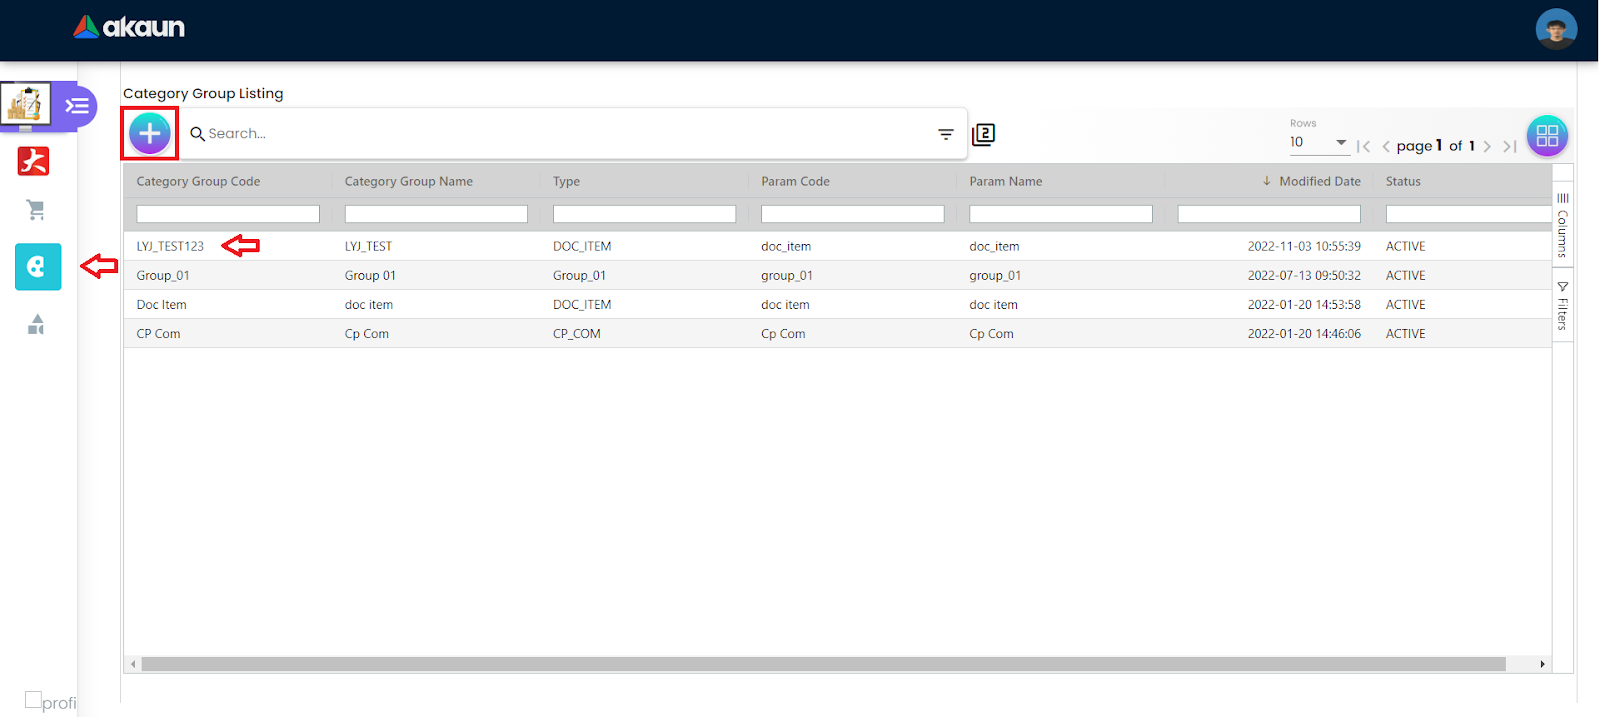 akaun
Category Group Listing
Search...
2
Rows
10
page 1 of 1
Category Group Code Category Group Name Type Param Code Param Name Modified Date Status
LYJ_TEST123 LYJ_TEST DOC_ITEM doc_item doc_item 2022-11-03 10:55:39 ACTIVE
Group_01 Group 01 Group_01 group_01 group_01 2022-07-13 09:50:32 ACTIVE
Doc Item doc item DOC_ITEM doc item doc item 2022-01-20 14:53:58 ACTIVE
CP Com Cp Com CP_COM Cp Com Cp Com 2022-01-20 14:46:06 ACTIVE
Columns
Filters
大
profi